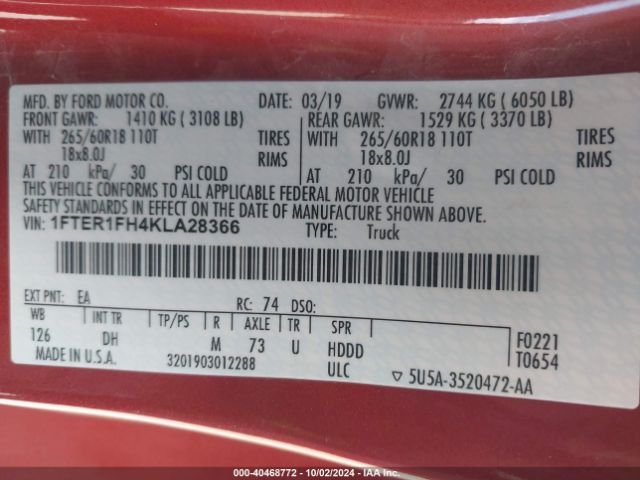 MFD. BY FORD MOTOR CO. DATE: 03/19 GVWR: 2744 KG (6050 LB)
FRONT GAWR: 1410 KG (3108 LB) REAR GAWR: 1529 KG (3370 LB)
WITH 265/60R18 110T TIRES WITH 265/60R18 110T TIRES
18x8.0J RIMS 18x8.0J RIMS
AT 210 kPa/ 30 PSI COLD AT 210 kPa/ 30 PSI COLD
THIS VEHICLE CONFORMS TO ALL APPLICABLE FEDERAL MOTOR VEHICLE
SAFETY STANDARDS IN EFFECT ON THE DATE OF MANUFACTURE SHOWN ABOVE.
VIN: 1FTER1FH4KLA28366 TYPE: Truck
EXT PNT: EA RC: 74 DSO:
WB INT TR TP/PS R AXLE TR SPR F0221
126 DH M 73 U HDDD T0654
MADE IN U.S.A. 3201903012288 ULC ▽ 5U5A-3520472-AA
000-40468772 • 10/02/2024 • IAA Inc.